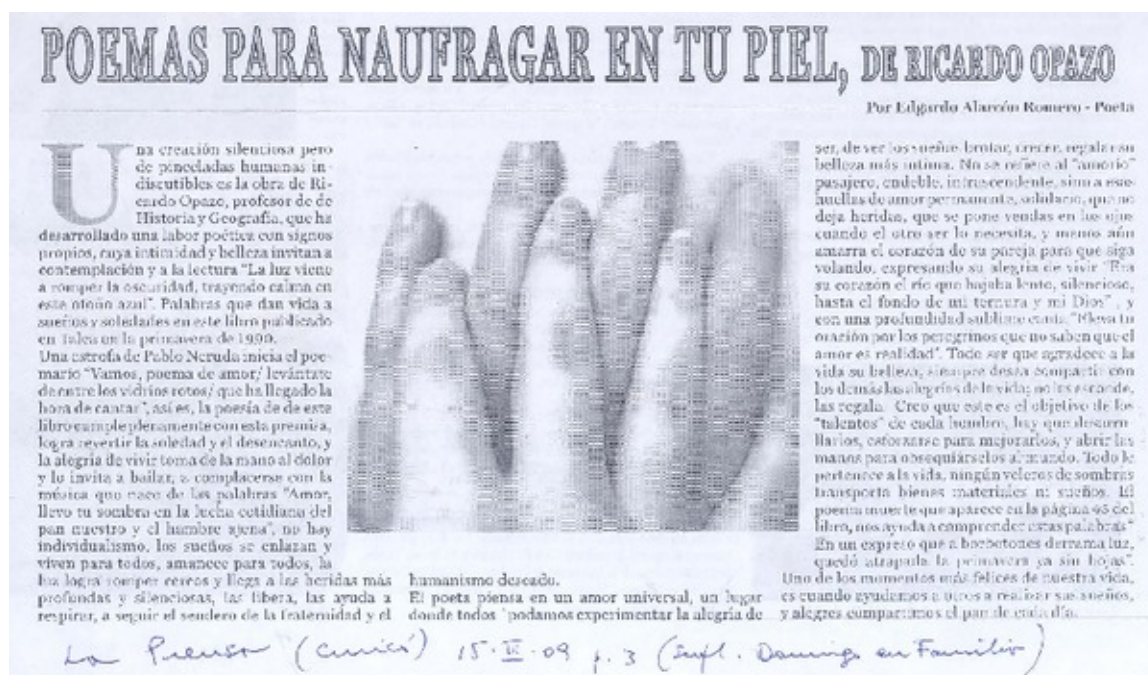 POEMAS PARA NAUFRAGAR EN TU PIEL, DE RICARDO OPAZO
Por Edgardo Alarcón Romero - Poeta
Una creación silenciosa pero
de pinceladas humanas in-
discutibles es la obra de Ri-
cardo Opazo, profesor de de
Historia y Geografía, que ha
desarrollado una labor poética con signos
propios, cuya intimidad y belleza invitan a
contemplación y a la lectura "La luz viene
a romper la oscuridad, trayendo calma en
este otoño azul". Palabras que dan vida a
sueños y soledades en este libro publicado
en Talca en la primavera de 1990.
Una estrofa de Pablo Neruda inicia el poe-
mario "Vamos, poema de amor/ levántate
de entre los vidrios rotos/ que ha llegado la
hora de cantar", así es, la poesía de de este
libro cumple plenamente con esta premisa,
logra revertir la soledad y el desencanto, y
la alegría de vivir toma de la mano al dolor
y lo invita a bailar, a complacerse con la
música que nace de las palabras "Amor,
llevo tu sombra en la lucha cotidiana del
pan nuestro y el hambre ajena", no hay
individualismo, los sueños se enlazan y
viven para todos, amanece para todos, la
luz logra romper cercos y llega a las heridas más
profundas y silenciosas, las libera, las ayuda a
respirar, a seguir el sendero de la fraternidad y el
humanismo deseado.
El poeta piensa en un amor universal, un lugar
donde todos "podamos experimentar la alegría de
ser, de ver los sueños brotar, crecer, regalar su
belleza más íntima. No se refiere al "amorío"
pasajero, endeble, intrascendente, sino a esas
huellas de amor permanente, solidario, que no
deja heridas, que se pone vendas en los ojos
cuando el otro ser lo necesita, y menos aún
amarra el corazón de su pareja para que siga
volando, expresando su alegría de vivir "Era
su corazón el río que bajaba lento, silencioso,
hasta el fondo de mi ternura y mi Dios", y
con una profundidad sublime canta "Eleva tu
oración por los peregrinos que no saben que el
amor es realidad". Todo ser que agradece a la
vida su belleza, siempre desea compartir con
los demás las alegrías de la vida; no las esconde,
las regala. Creo que este es el objetivo de los
"talentos" de cada hombre, hay que desarro-
llarlos, esforzarse para mejorarlos, y abrir las
manos para obsequiárselos al mundo. Todo le
pertenece a la vida, ningún veleros de sombras
transporta bienes materiales ni sueños. El
poema muerte que aparece en la página 45 del
libro, nos ayuda a comprender estas palabras "
En un expreso que a borbotones derrama luz,
quedó atrapada la primavera ya sin hojas".
Uno de los momentos más felices de nuestra vida,
es cuando ayudamos a otros a realizar sus sueños,
y alegres compartimos el pan de cada día.
La Prensa (Curicó) 15. .09 p. 3 (Supl. Domingo en Familia)